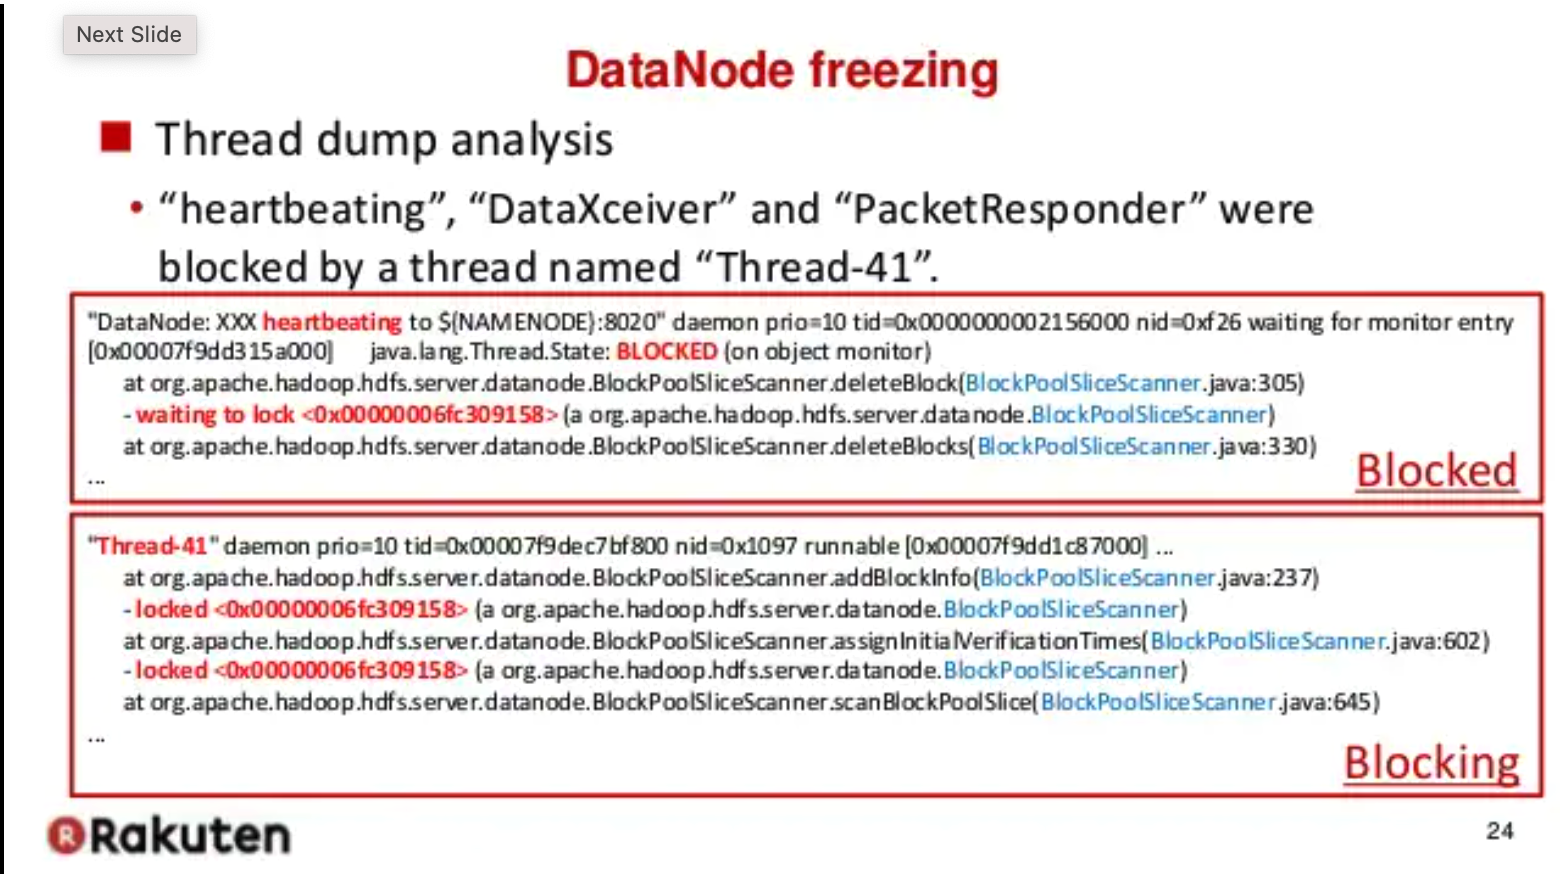 Next Slide
DataNode freezing
Thread dump analysis
• “heartbeating”, “DataXceiver” and “PacketResponder” were
blocked by a thread named “Thread-41”.
"DataNode: XXX heartbeating to ${NAMENODE}:8020" daemon prio=10 tid=0x0000000002156000 nid=0xf26 waiting for monitor entry
[0x00007f9dd315a000] java.lang.Thread.State: BLOCKED (on object monitor)
at org.apache.hadoop.hdfs.server.datanode.BlockPoolSliceScanner.deleteBlock(BlockPoolSliceScanner.java:305)
- waiting to lock <0x00000006fc309158> (a org.apache.hadoop.hdfs.server.datanode.BlockPoolSliceScanner)
at org.apache.hadoop.hdfs.server.datanode.BlockPoolSliceScanner.deleteBlocks(BlockPoolSliceScanner.java:330)
...
Blocked
"Thread-41" daemon prio=10 tid=0x00007f9dec7bf800 nid=0x1097 runnable [0x00007f9dd1c87000] ...
at org.apache.hadoop.hdfs.server.datanode.BlockPoolSliceScanner.addBlockInfo(BlockPoolSliceScanner.java:237)
- locked <0x00000006fc309158> (a org.apache.hadoop.hdfs.server.datanode.BlockPoolSliceScanner)
at org.apache.hadoop.hdfs.server.datanode.BlockPoolSliceScanner.assignInitialVerificationTimes(BlockPoolSliceScanner.java:602)
- locked <0x00000006fc309158> (a org.apache.hadoop.hdfs.server.datanode.BlockPoolSliceScanner)
at org.apache.hadoop.hdfs.server.datanode.BlockPoolSliceScanner.scanBlockPoolSlice(BlockPoolSliceScanner.java:645)
...
Blocking
R Rakuten
24